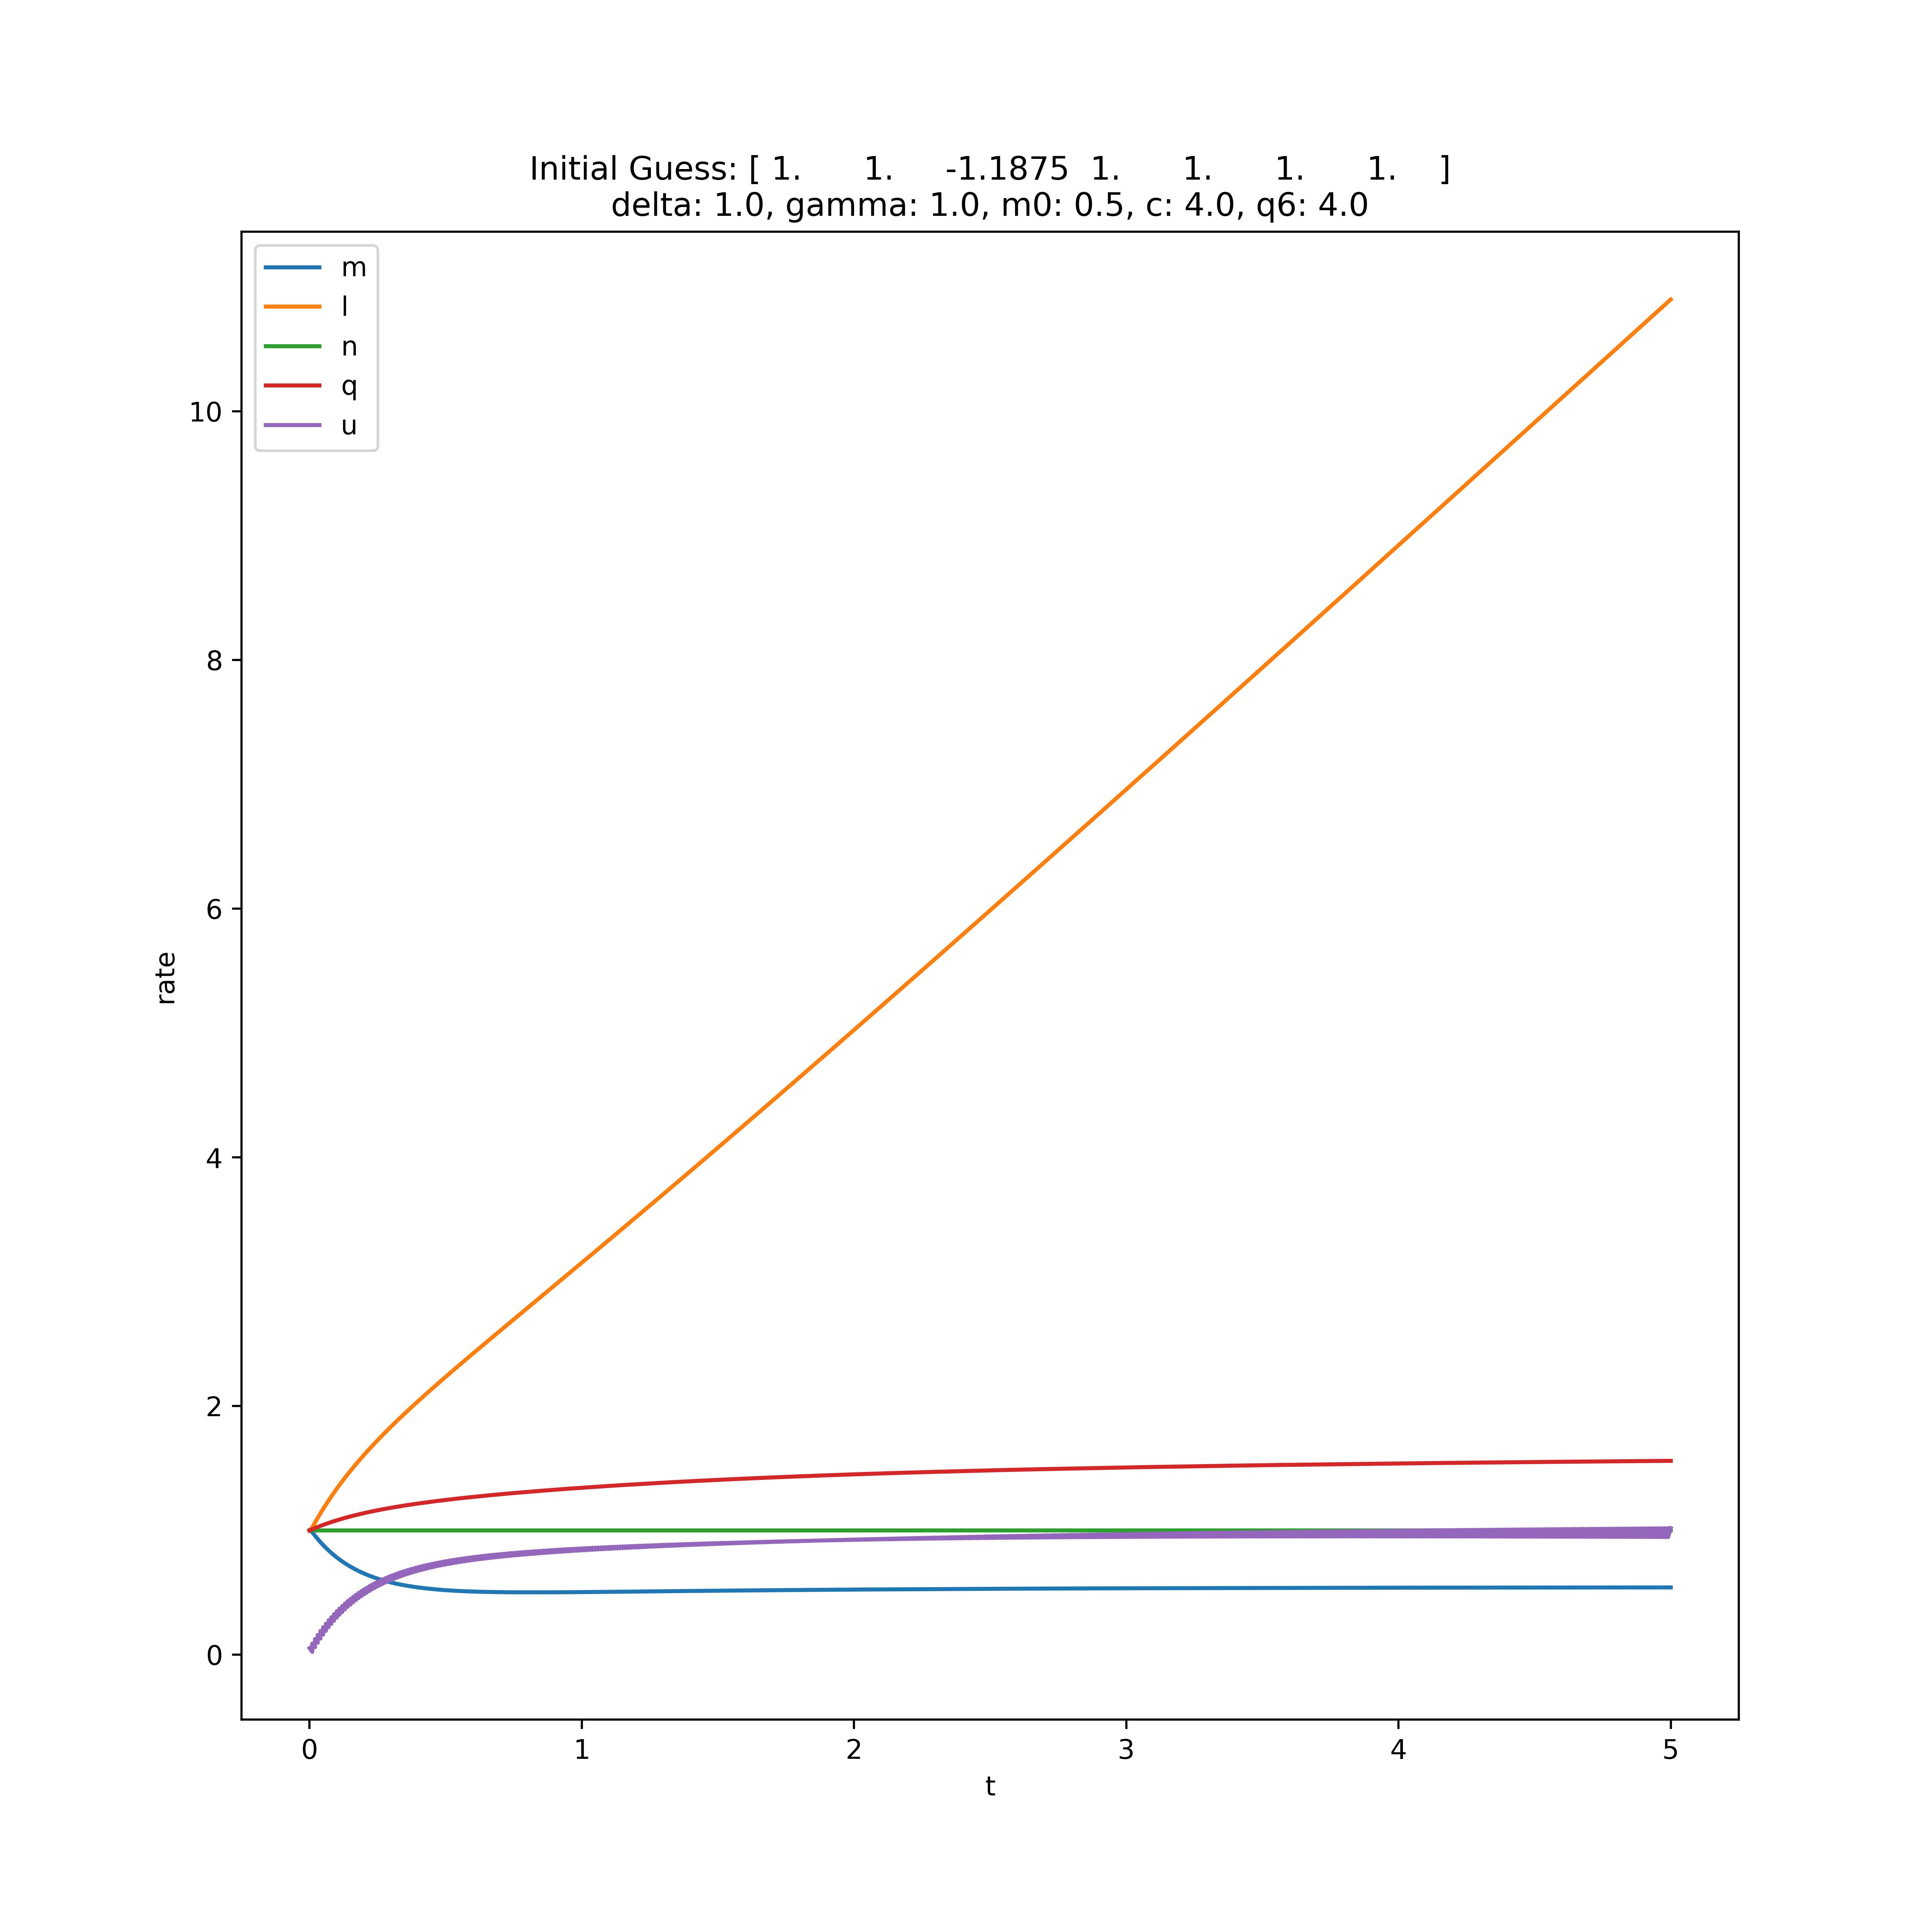 Initial Guess: [ 1. 1. -1.1875 1. 1. 1. 1. ]
delta: 1.0, gamma: 1.0, m0: 0.5, c: 4.0, q6: 4.0
m
l
n
q
u
10
8
6
4
2
0
rate
0 1 2 3 4 5
t